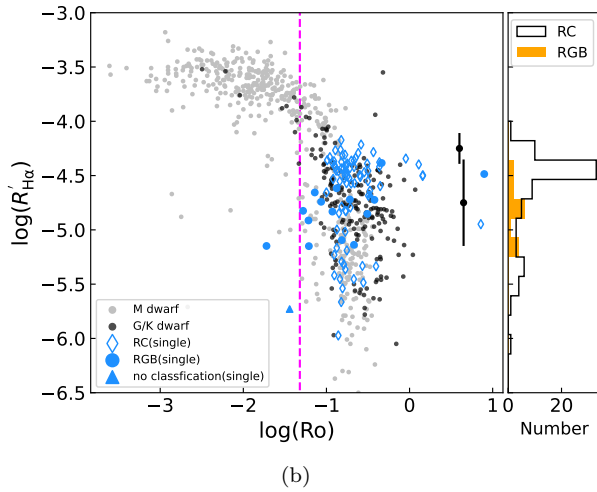 RC
RGB
−3.0
−3.5
−4.0
−4.5
−5.0
−5.5
−6.0
−6.5
log(R′Hα)
M dwarf
G/K dwarf
RC(single)
RGB(single)
no classfication(single)
−3 −2 −1 0 1 0 20
log(Ro) Number
(b)